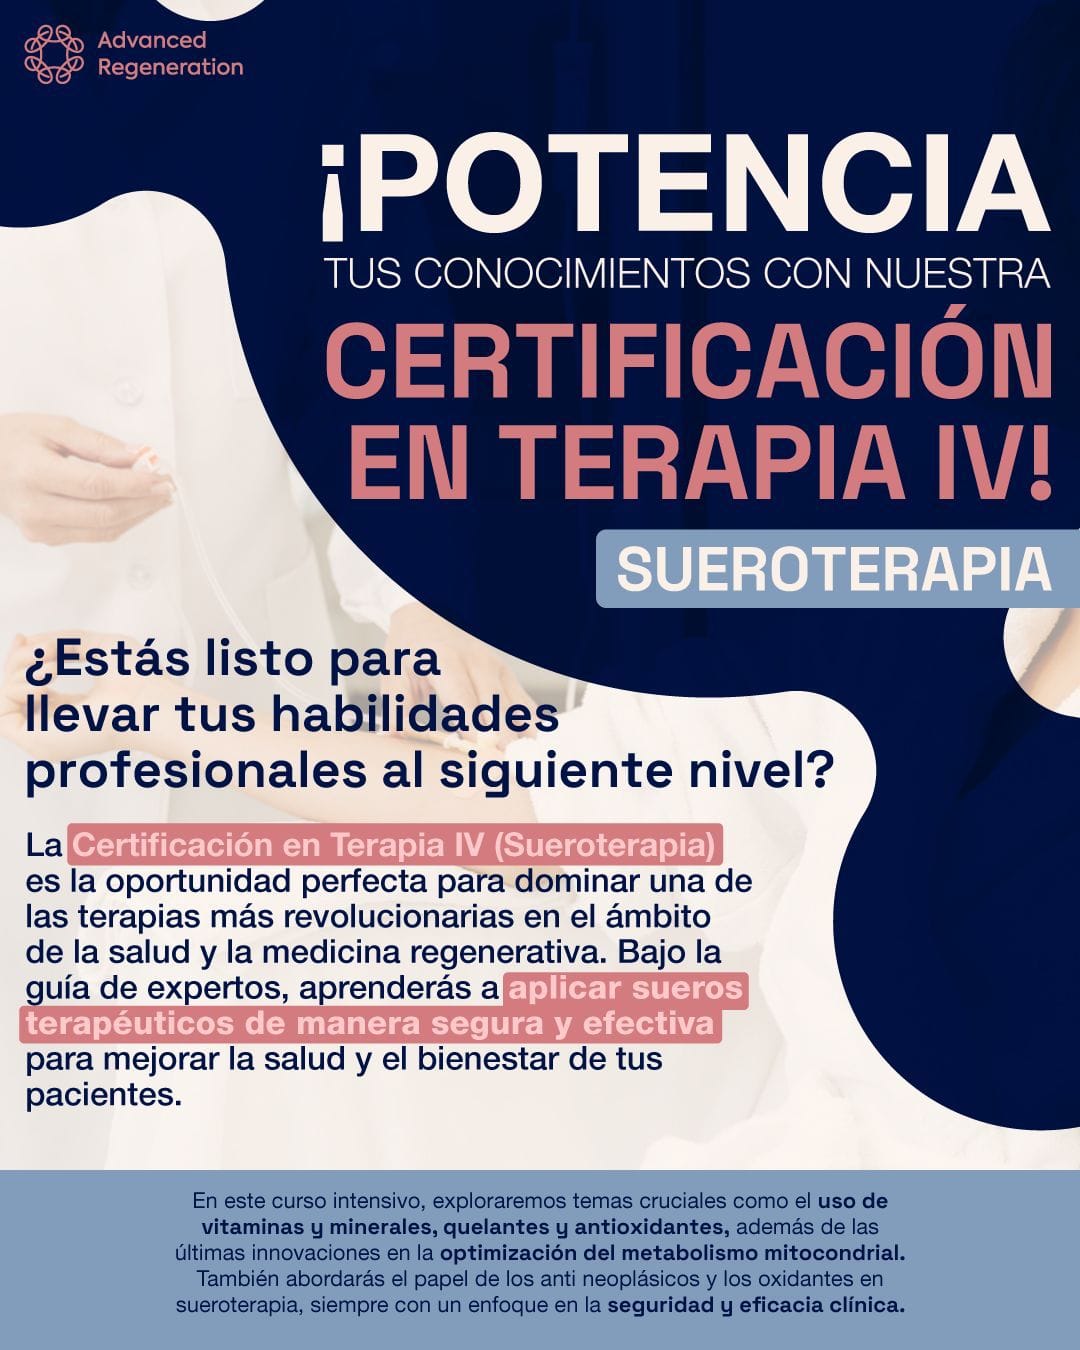 Advanced
Regeneration
¡POTENCIA
TUS CONOCIMIENTOS CON NUESTRA
CERTIFICACIÓN
EN TERAPIA IV!
SUEROTERAPIA
¿Estás listo para
llevar tus habilidades
profesionales al siguiente nivel?
La Certificación en Terapia IV (Sueroterapia)
es la oportunidad perfecta para dominar una de
las terapias más revolucionarias en el ámbito
de la salud y la medicina regenerativa. Bajo la
guía de expertos, aprenderás a aplicar sueros
terapéuticos de manera segura y efectiva
para mejorar la salud y el bienestar de tus
pacientes.
En este curso intensivo, exploraremos temas cruciales como el uso de
vitaminas y minerales, quelantes y antioxidantes, además de las
últimas innovaciones en la optimización del metabolismo mitocondrial.
También abordarás el papel de los anti neoplásicos y los oxidantes en
sueroterapia, siempre con un enfoque en la seguridad y eficacia clínica.